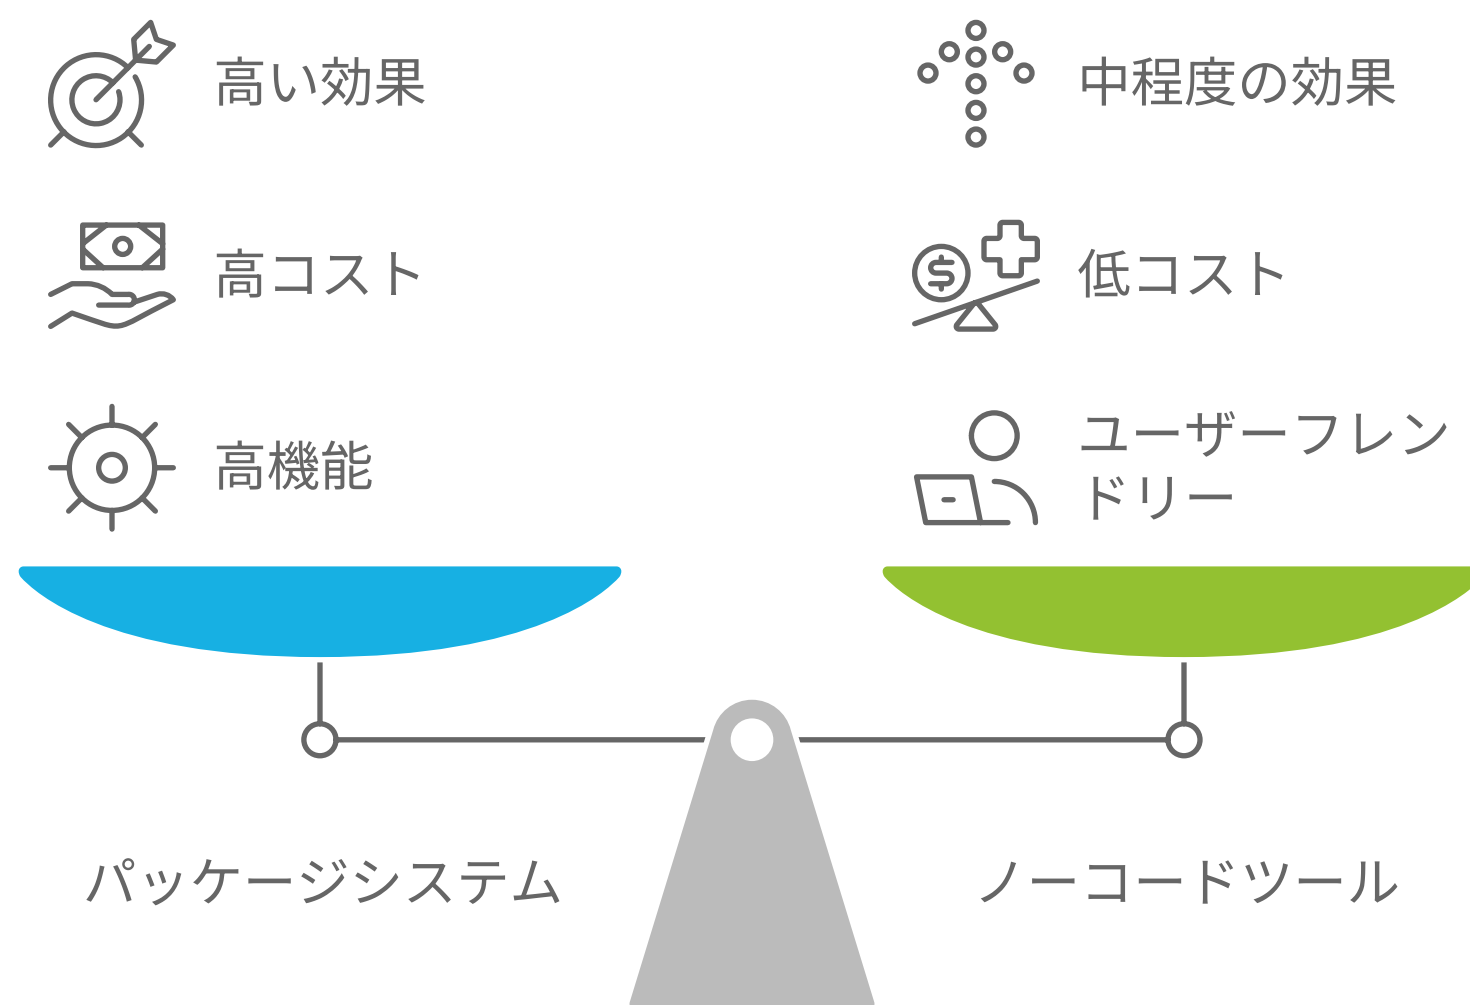 高い効果
高コスト
高機能
中程度の効果
低コスト
ユーザーフレン
ドリー
パッケージシステム
ノーコードツール